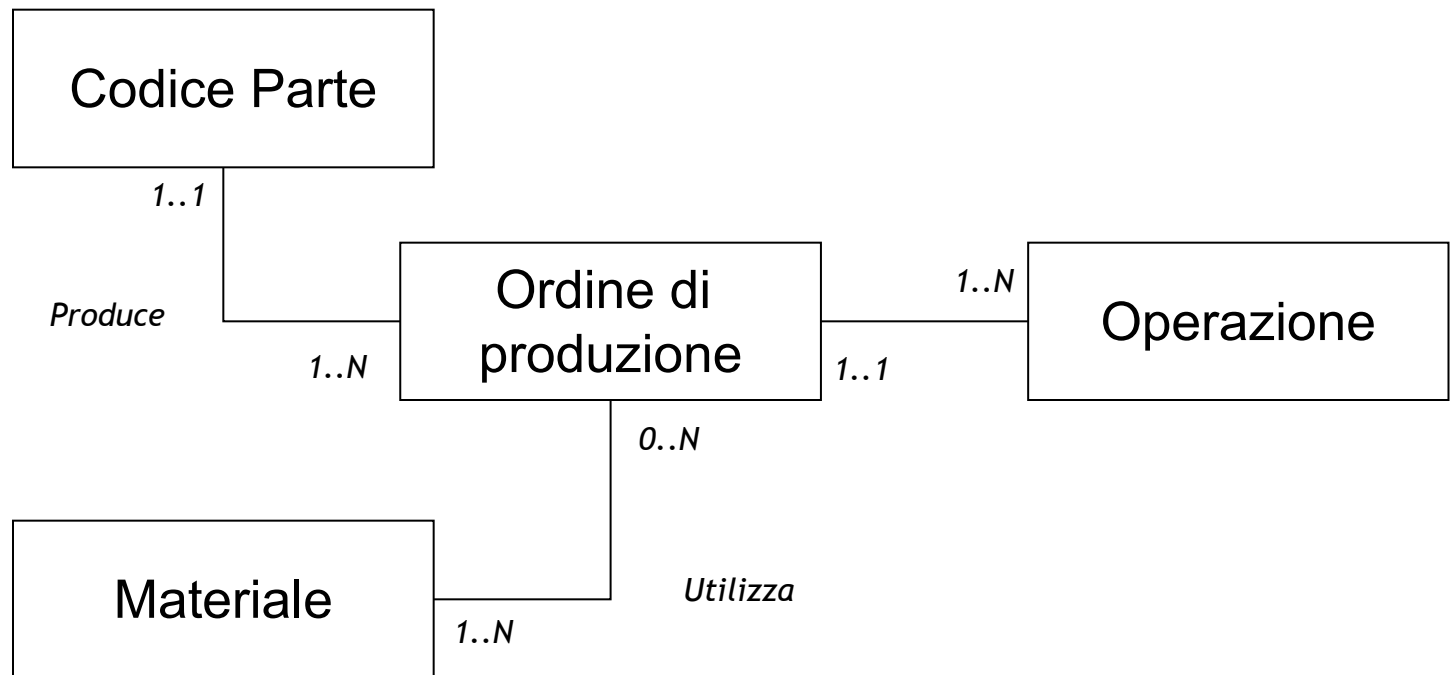 Codice Parte
1..1
Produce
1..N
Ordine di
produzione
1..N
1..1
Operazione
0..N
Materiale
1..N
Utilizza